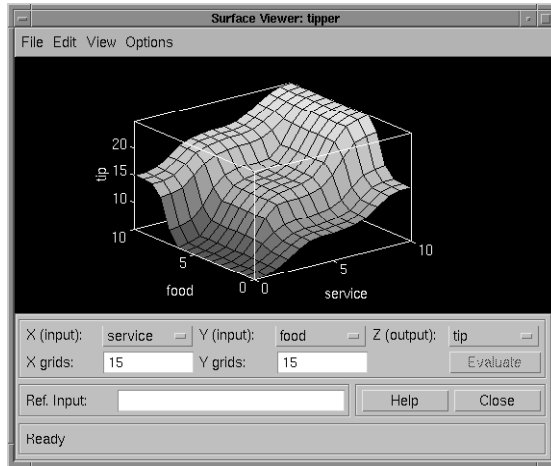 Surface Viewer: tipper
File Edit View Options
20
15
10
tip
10
5
0
food
0
5
10
service
X (input): service Y (input): food Z (output): tip
X grids: 15 Y grids: 15 Evaluate
Ref. Input: Help Close
Ready